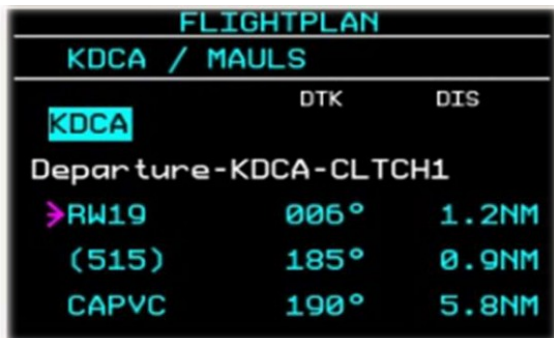 FLIGHTPLAN
KDCA / MAULS
DTK DIS
KDCA
Departure-KDCA-CLTCH1
RW19 006° 1.2NM
(515) 185° 0.9NM
CAPVC 190° 5.8NM